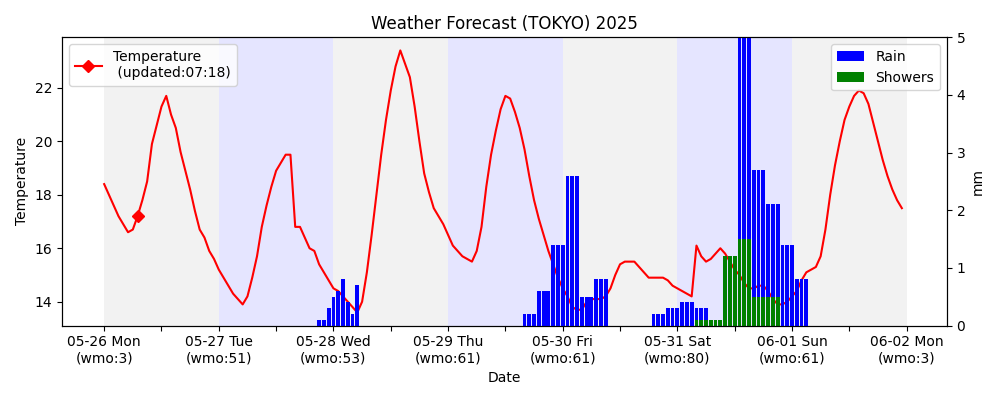 Weather Forecast (TOKYO) 2025
Temperature
(updated:07:18)
Rain
Showers
Temperature
22
20
18
16
14
5
4
3
2
1
0
mm
05-26 Mon
(wmo:3)
05-27 Tue
(wmo:51)
05-28 Wed
(wmo:53)
05-29 Thu
(wmo:61)
05-30 Fri
(wmo:61)
05-31 Sat
(wmo:80)
06-01 Sun
(wmo:61)
06-02 Mon
(wmo:3)
Date